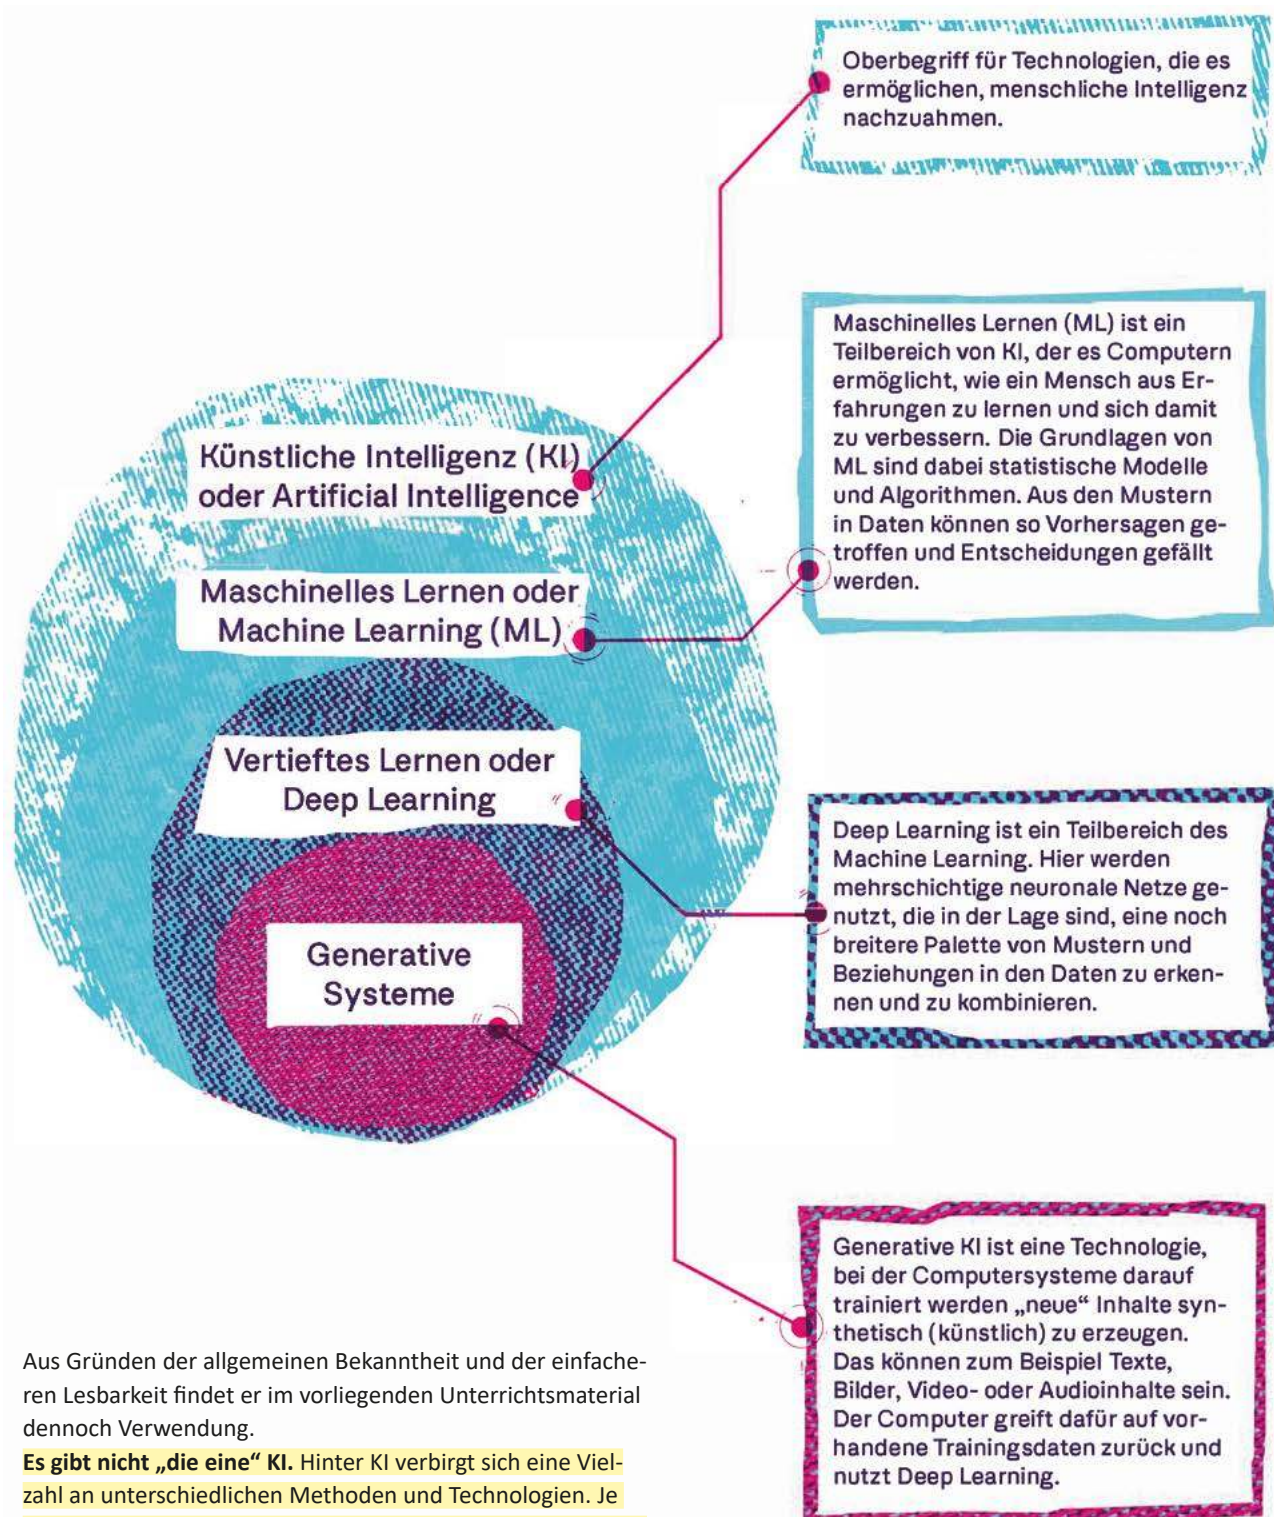 Oberbegriff für Technologien, die es
ermöglichen, menschliche Intelligenz
nachzuahmen.
Künstliche Intelligenz (KI)
oder Artificial Intelligence
Maschinelles Lernen (ML) ist ein
Teilbereich von KI, der es Computern
ermöglicht, wie ein Mensch aus Er-
fahrungen zu lernen und sich damit
zu verbessern. Die Grundlagen von
ML sind dabei statistische Modelle
und Algorithmen. Aus den Mustern
in Daten können so Vorhersagen ge-
troffen und Entscheidungen gefällt
werden.
Maschinelles Lernen oder
Machine Learning (ML)
Vertieftes Lernen oder
Deep Learning
Deep Learning ist ein Teilbereich des
Machine Learning. Hier werden
mehrschichtige neuronale Netze ge-
nutzt, die in der Lage sind, eine noch
breitere Palette von Mustern und
Beziehungen in den Daten zu erken-
nen und zu kombinieren.
Generative
Systeme
Generative KI ist eine Technologie,
bei der Computersysteme darauf
trainiert werden „neue“ Inhalte syn-
thetisch (künstlich) zu erzeugen.
Das können zum Beispiel Texte,
Bilder, Video- oder Audioinhalte sein.
Der Computer greift dafür auf vor-
handene Trainingsdaten zurück und
nutzt Deep Learning.
Aus Gründen der allgemeinen Bekanntheit und der einfache-
ren Lesbarkeit findet er im vorliegenden Unterrichtsmaterial
dennoch Verwendung.
Es gibt nicht „die eine“ KI. Hinter KI verbirgt sich eine Viel-
zahl an unterschiedlichen Methoden und Technologien. Je